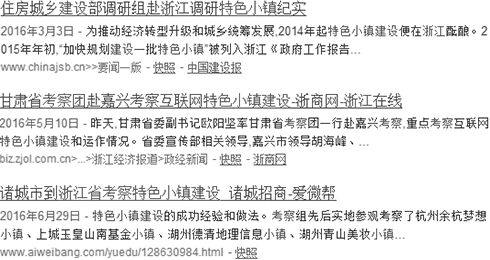 住房城乡建设部调研组赴浙江调研特色小镇纪实
2016年3月3日 - 为推动经济转型升级和城乡统筹发展,2014年起特色小镇建设便在浙江酝酿。2
015年年初,“加快规划建设一批特色小镇”被列入浙江《政府工作报告...
www.chinajsb.cn>>要闻一版 - 快照 - 中国建设报
甘肃省考察团赴嘉兴考察互联网特色小镇建设-浙商网-浙江在线
2016年5月10日 - 昨天,甘肃省委副书记欧阳坚率甘肃省考察团一行赴嘉兴考察,重点考察互联网
特色小镇建设和运作情况。省委宣传部相关领导,嘉兴市领导胡海峰、...
biz.zjol.com.cn>...>浙江经济报道>政经新闻 - 快照 - 浙商网
诸城市到浙江省考察特色小镇建设_诸城招商-爱微帮
2016年6月29日 - 特色小镇建设的成功经验和做法。考察组先后实地参观考察了杭州余杭梦想
小镇、上城玉皇山南基金小镇、湖州德清地理信息小镇、湖州青山美妆小镇...
www.aiweibang.com/yuedu/128630984.html - 快照